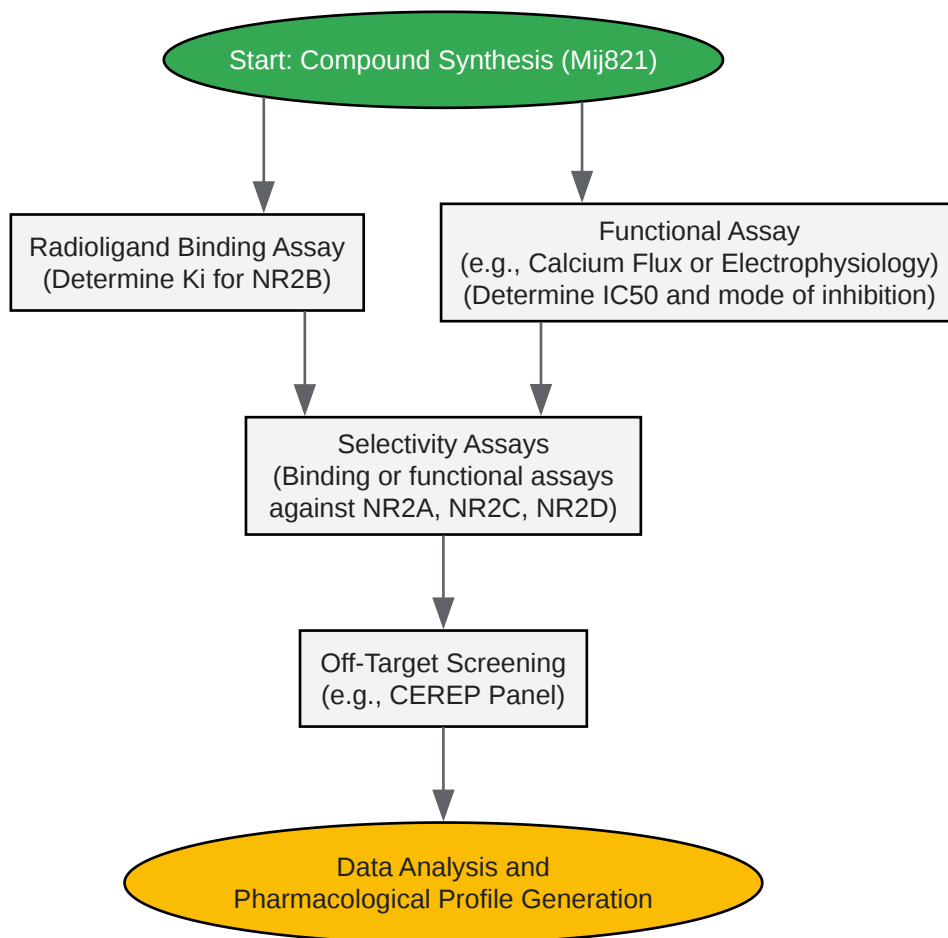 Start: Compound Synthesis (Mij821)
Radioligand Binding Assay
(Determine Ki for NR2B)
Functional Assay
(e.g., Calcium Flux or Electrophysiology)
(Determine IC50 and mode of inhibition)
Selectivity Assays
(Binding or functional assays
against NR2A, NR2C, NR2D)
Off-Target Screening
(e.g., CEREP Panel)
Data Analysis and
Pharmacological Profile Generation